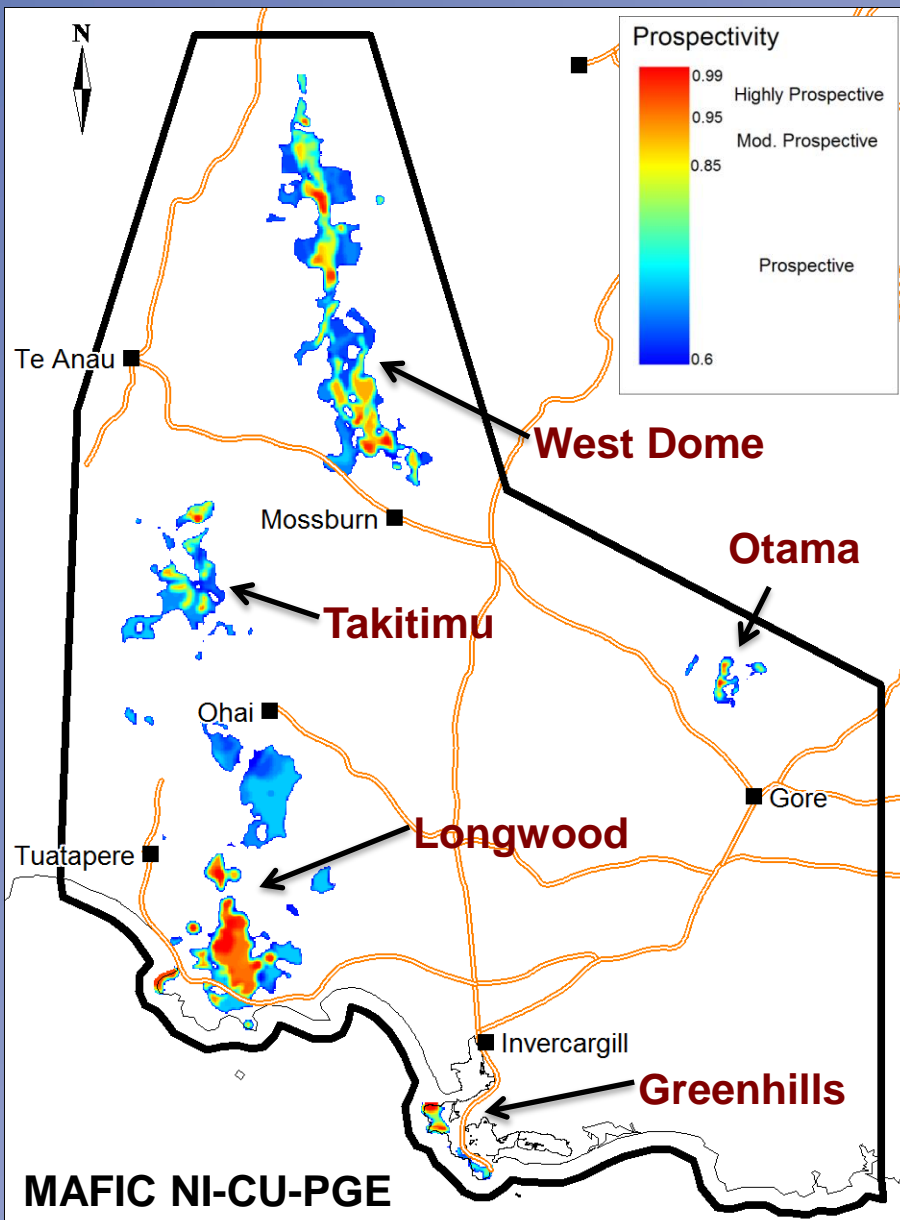 N
Prospectivity
0.99
Highly Prospective
0.95
Mod. Prospective
0.85
Prospective
0.6
Te Anau
West Dome
Mossburn
Otama
Takitimu
Ohai
Gore
Longwood
Tuatapere
Invercargill
Greenhills
MAFIC NI-CU-PGE